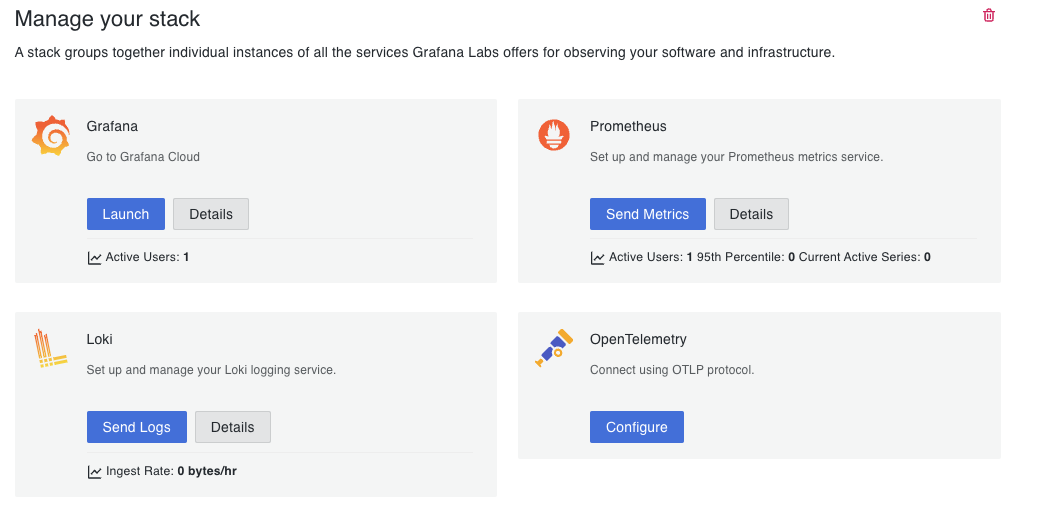 Manage your stack
A stack groups together individual instances of all the services Grafana Labs offers for observing your software and infrastructure.
Grafana
Go to Grafana Cloud
Launch
Details
Active Users: 1
Prometheus
Set up and manage your Prometheus metrics service.
Send Metrics
Details
Active Users: 1 95th Percentile: 0 Current Active Series: 0
Loki
Set up and manage your Loki logging service.
Send Logs
Details
Ingest Rate: 0 bytes/hr
OpenTelemetry
Connect using OTLP protocol.
Configure